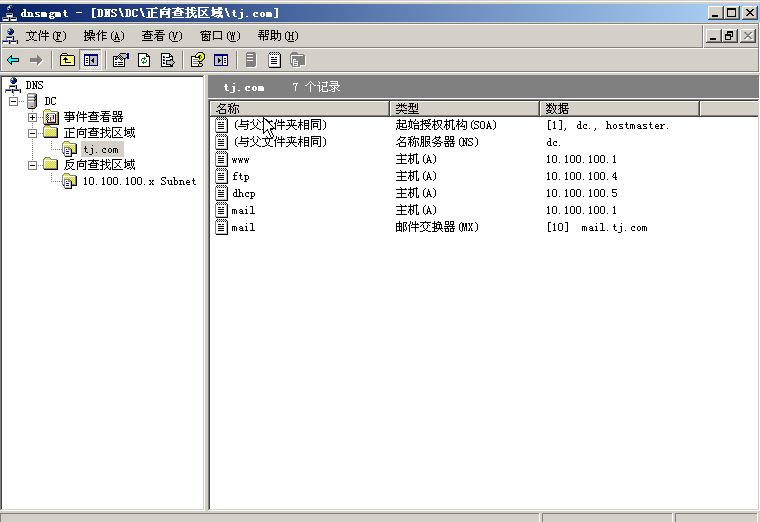 dnsmgmt - [DNS\DC\正向查找区域\tj.com]
文件(F) 操作(A) 查看(V) 窗口(W) 帮助(H)
DNS
DC
事件查看器
正向查找区域
tj.com
反向查找区域
10.100.100.x Subnet
tj.com 7 个记录
名称 类型 数据
(与父文件夹相同) 起始授权机构(SOA) [1], dc., hostmaster.
(与父文件夹相同) 名称服务器(NS) dc.
www 主机(A) 10.100.100.1
ftp 主机(A) 10.100.100.4
dhcp 主机(A) 10.100.100.5
mail 主机(A) 10.100.100.1
mail 邮件交换器(MX) [10] mail.tj.com